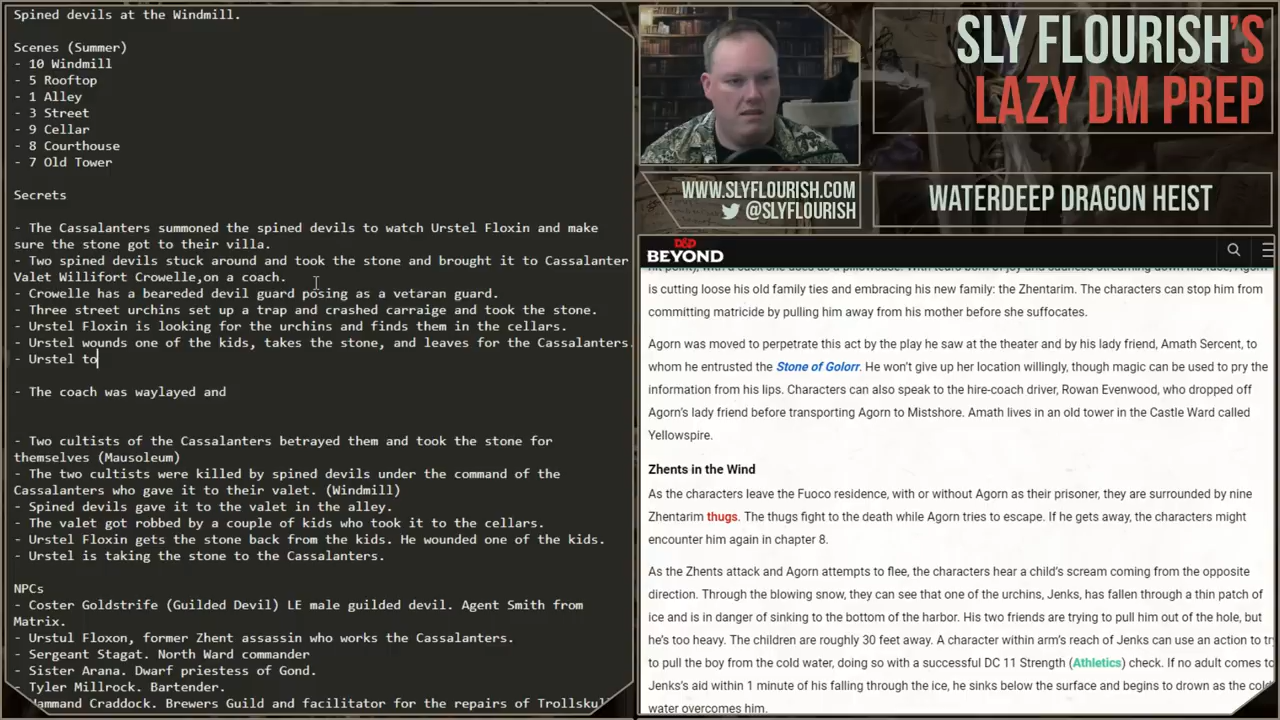 Spined devils at the Windmill.
Scenes (Summer)
- 10 Windmill
- 5 Rooftop
- 1 Alley
- 3 Street
- 9 Cellar
- 8 Courthouse
- 7 Old Tower
Secrets
- The Cassalanters summoned the spined devils to watch Urstel Floxin and make
sure the stone got to their villa.
- Two spined devils stuck around and took the stone and brought it to Cassalanter
Valet Willifort Crowelle,on a coach.
- Crowelle has a beareded devil guard posing as a vetaran guard.
- Three street urchins set up a trap and crashed carraige and took the stone.
- Urstel Floxin is looking for the urchins and finds them in the cellars.
- Urstel wounds one of the kids, takes the stone, and leaves for the Cassalanters.
- Urstel to
- The coach was waylayed and
- Two cultists of the Cassalanters betrayed them and took the stone for
themselves (Mausoleum)
- The two cultists were killed by spined devils under the command of the
Cassalanters who gave it to their valet. (Windmill)
- Spined devils gave it to the valet in the alley.
- The valet got robbed by a couple of kids who took it to the cellars.
- Urstel Floxin gets the stone back from the kids. He wounded one of the kids.
- Urstel is taking the stone to the Cassalanters.
NPCs
- Coster Goldstrife (Guilded Devil) LE male guilded devil. Agent Smith from
Matrix.
- Urstul Floxon, former Zhent assassin who works the Cassalanters.
- Sergeant Stagat. North Ward commander
- Sister Arana. Dwarf priestess of Gond.
- Tyler Millrock. Bartender.
Craddock. Brewers Guild and facilitator for the repairs of
SLY FLOURISH'S
LAZY DM PREP
WWW.SLYFLOURISH.COM
@SLYFLOURISH
WATERDEEP DRAGON HEIST
D&D
BEYOND
is cutting loose his old family ties and embracing his new family: the Zhentarim. The characters can stop him from
committing matricide by pulling him away from his mother before she suffocates.
Agorn was moved to perpetrate this act by the play he saw at the theater and by his lady friend, Amath Sercent, to
whom he entrusted the Stone of Golorr. He won't give up her location willingly, though magic can be used to pry the
information from his lips. Characters can also speak to the hire-coach driver, Rowan Evenwood, who dropped off
Agorn's lady friend before transporting Agorn to Mistshore. Amath lives in an old tower in the Castle Ward called
Yellowspire.
Zhents in the Wind
As the characters leave the Fuoco residence, with or without Agorn as their prisoner, they are surrounded by nine
Zhentarim thugs. The thugs fight to the death while Agorn tries to escape. If he gets away, the characters might
encounter him again in chapter 8.
As the Zhents attack and Agorn attempts to flee, the characters hear a child's scream coming from the opposite
direction. Through the blowing snow, they can see that one of the urchins, Jenks, has fallen through a thin patch of
ice and is in danger of sinking to the bottom of the harbor. His two friends are trying to pull him out of the hole, but
he's too heavy. The children are roughly 30 feet away. A character within arm's reach of Jenks can use an action to
to pull the boy from the cold water, doing so with a successful DC 11 Strength (Athletics) check. If no adult comes to
Jenks's aid within 1 minute of his falling through the ice, he sinks below the surface and begins to drown as the cold
water overcomes him.